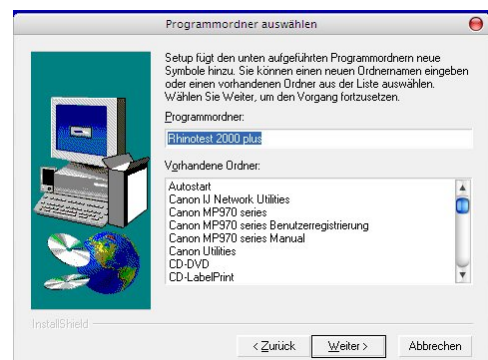 Programmordner auswählen
Setup fügt den unten aufgeführten Programmordnern neue
Symbole hinzu. Sie können einen neuen Ordnernamen eingeben
oder einen vorhandenen Ordner aus der Liste auswählen.
Wählen Sie Weiter, um den Vorgang fortzusetzen.
Programmordner:
Rhinotest 2000 plus
Vorhandene Ordner:
Autostart
Canon IJ Network Utilities
Canon MP970 series
Canon MP970 series Benutzerregistrierung
Canon MP970 series Manual
Canon Utilities
CD-DVD
CD-LabelPrint
InstallShield
< Zurück Weiter > Abbrechen